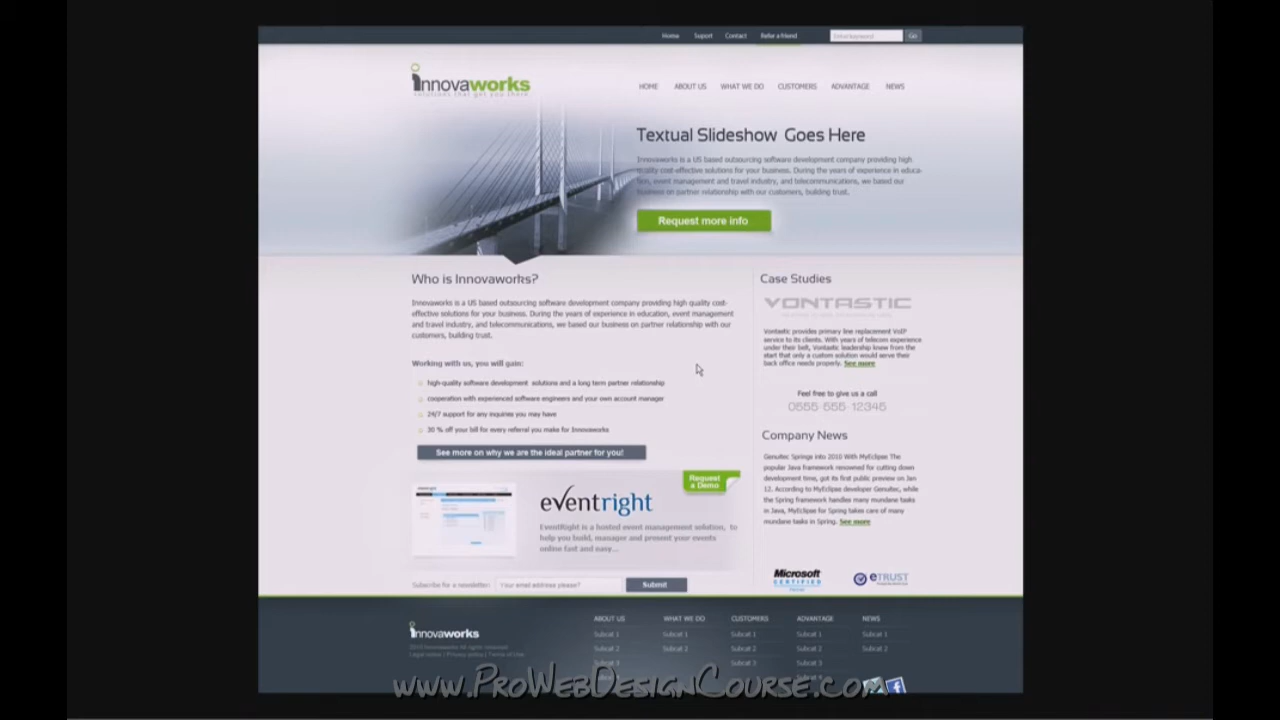 Home Suport Contact Refer a friend Enter keyword Go
innovaworks
solutions that get you there
HOME ABOUT US WHAT WE DO CUSTOMERS ADVANTAGE NEWS
Textual Slideshow Goes Here
Innovaworks is a US based outsourcing software development company providing high
quality cost-effective solutions for your business. During the years of experience in educa-
tion, event management and travel industry, and telecommunications, we based our
business on partner relationship with our customers, building trust.
Request more info
Who is Innovaworks?
Innovaworks is a US based outsourcing software development company providing high quality cost-
effective solutions for your business. During the years of experience in education, event management
and travel industry, and telecommunications, we based our business on partner relationship with our
customers, building trust.
Working with us, you will gain:
high-quality software development solutions and a long term partner relationship
cooperation with experienced software engineers and your own account manager
24/7 support for any inquiries you may have
30 % off your bill for every referral you make for Innovaworks
See more on why we are the ideal partner for you!
Request
a Demo
eventright
EventRight is a hosted event management solution, to
help you build, manager and present your events
online fast and easy...
Subscribe for a newsletter: Your email address please? Submit
Case Studies
VONTASTIC
Vontastic provides primary line replacement VoIP
service to its clients. With years of telecom experience
under their belt, Vontastic leadership knew from the
start that only a custom solution would serve their
back office needs properly. See more
Feel free to give us a call
0555-555-12345
Company News
Genuitec Springs into 2010 With MyEclipse The
popular Java framework renowned for cutting down
development time, got its first public preview on Jan
12. According to MyEclipse developer Genuitec, while
the Spring framework handles many mundane tasks
in Java, MyEclipse for Spring takes care of many
mundane tasks in Spring. See more
Microsoft
CERTIFIED
Partner
eTRUST
innovaworks
2010 Innovaworks All rights reserved
Legal notice | Privacy policy | Terms of Use
ABOUT US WHAT WE DO CUSTOMERS ADVANTAGE NEWS
Subcat 1 Subcat 1 Subcat 1 Subcat 1 Subcat 1
Subcat 2 Subcat 2 Subcat 2 Subcat 2 Subcat 2
Subcat 3 Subcat 3 Subcat 3
www.ProWebDesignCourse.com